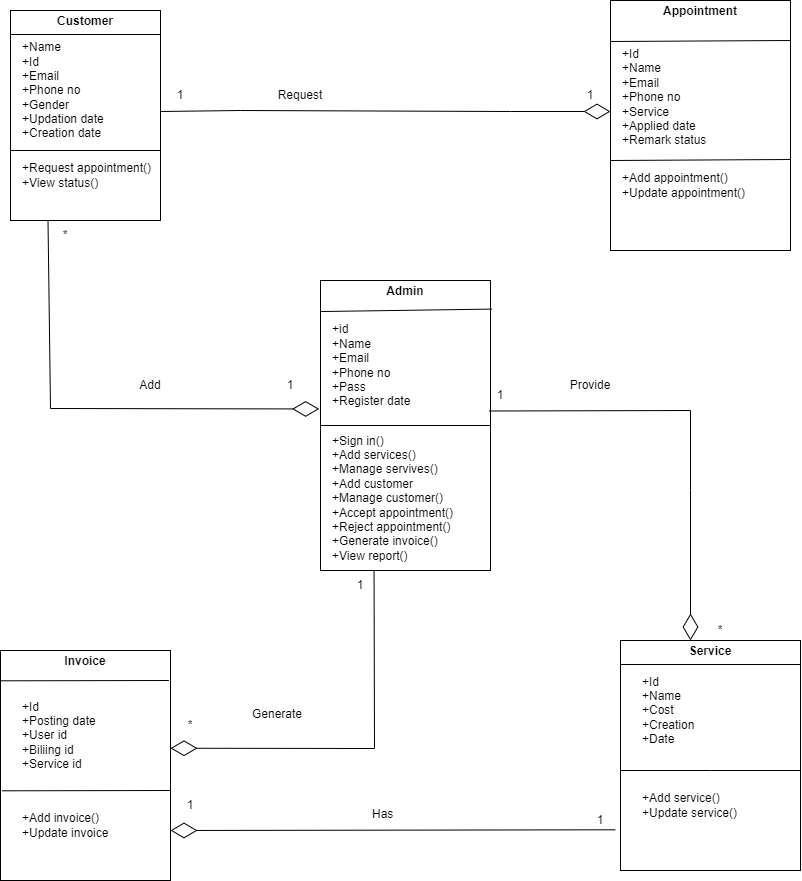 Customer
+Name
+Id
+Email
+Phone no
+Gender
+Updation date
+Creation date
+Request appointment()
+View status()
1
Request
1
Appointment
+Id
+Name
+Email
+Phone no
+Service
+Applied date
+Remark status
+Add appointment()
+Update appointment()
*
Add
1
Admin
+id
+Name
+Email
+Phone no
+Pass
+Register date
+Sign in()
+Add services()
+Manage servives()
+Add customer
+Manage customer()
+Accept appointment()
+Reject appointment()
+Generate invoice()
+View report()
1
Provide
*
1
Generate
*
Invoice
+Id
+Posting date
+User id
+Biliing id
+Service id
+Add invoice()
+Update invoice
1
Has
1
Service
+Id
+Name
+Cost
+Creation
+Date
+Add service()
+Update service()